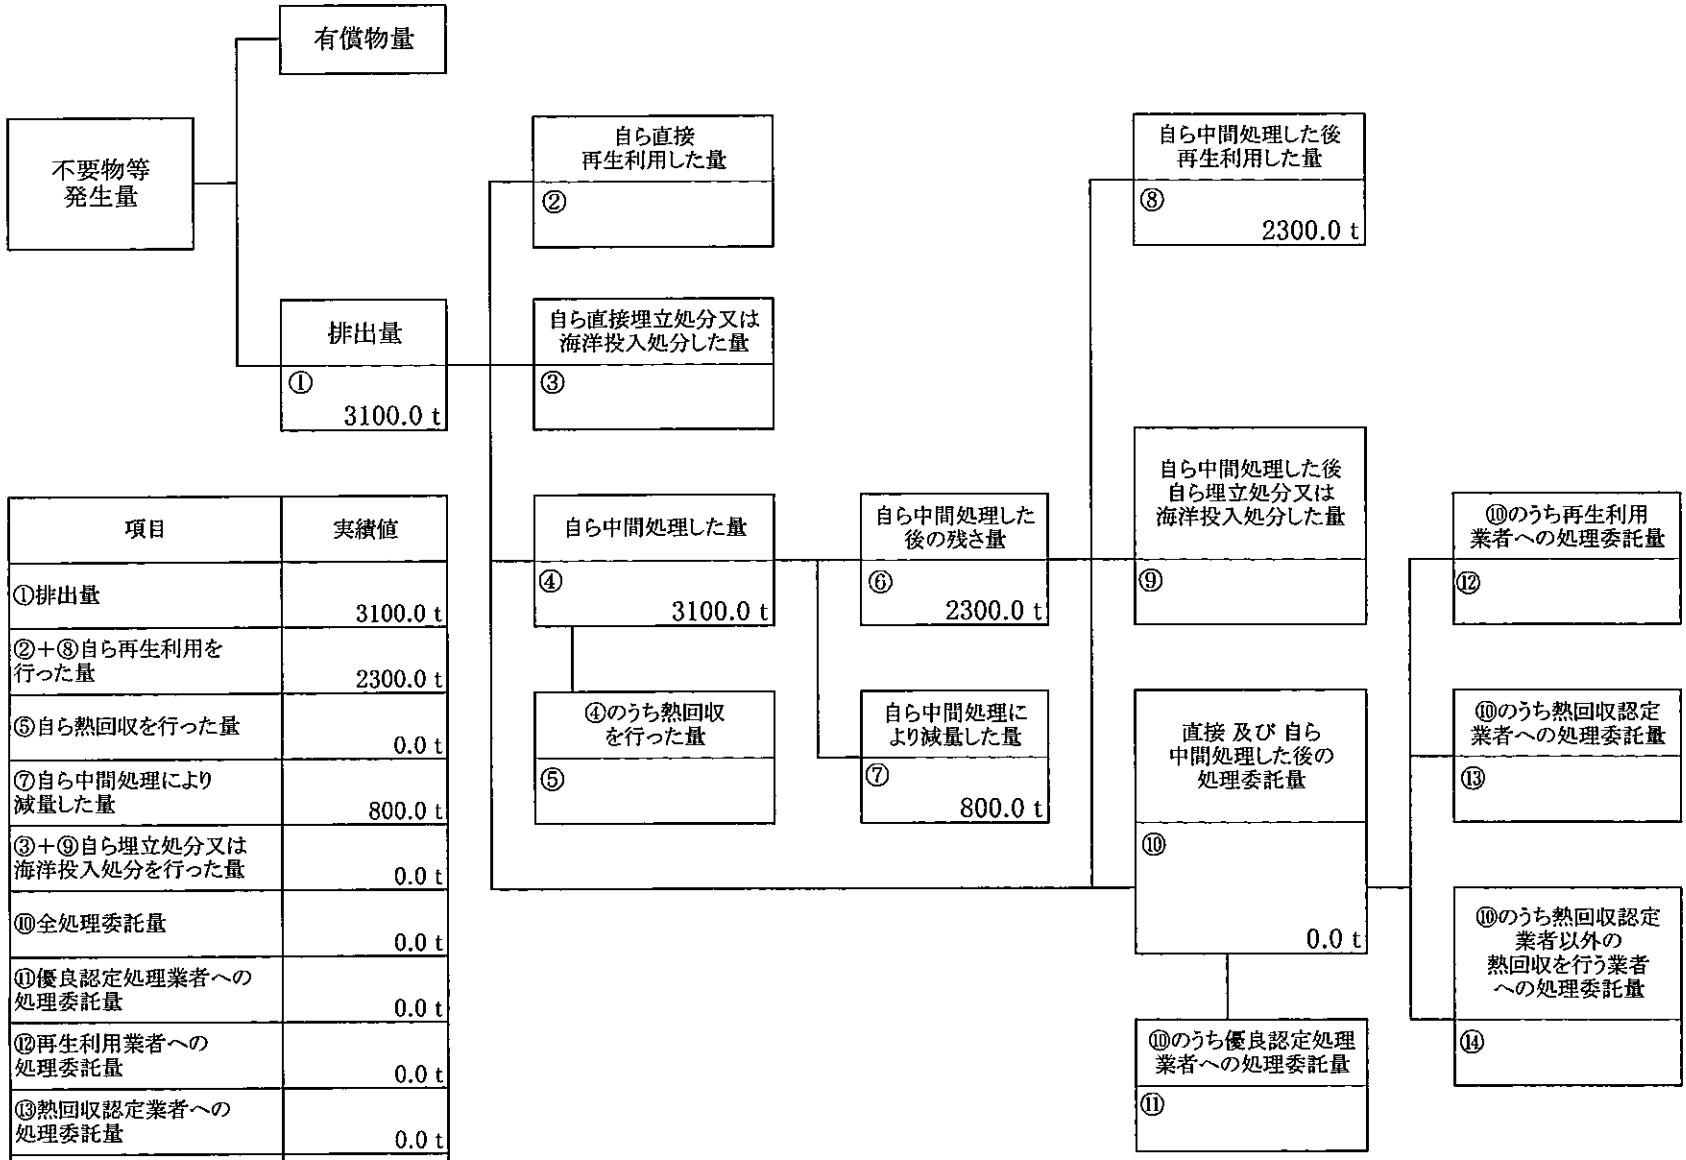 有償物量
不要物等
発生量
排出量
①
3100.0 t
自ら直接
再生利用した量
②
自ら直接埋立処分又は
海洋投入処分した量
③
自ら中間処理した量
④
3100.0 t
④のうち熱回収
を行った量
⑤
自ら中間処理した
後の残さ量
⑥
2300.0 t
自ら中間処理に
より減量した量
⑦
800.0 t
自ら中間処理した後
再生利用した量
⑧
2300.0 t
自ら中間処理した後
自ら埋立処分又は
海洋投入処分した量
⑨
直接 及び 自ら
中間処理した後の
処理委託量
⑩
0.0 t
⑩のうち優良認定処理
業者への処理委託量
⑪
⑩のうち再生利用
業者への処理委託量
⑫
⑩のうち熱回収認定
業者への処理委託量
⑬
⑩のうち熱回収認定
業者以外の
熱回収を行う業者
への処理委託量
⑭
項目 実績値
①排出量
3100.0 t
②＋⑧自ら再生利用を
行った量
2300.0 t
⑤自ら熱回収を行った量
0.0 t
⑦自ら中間処理により
減量した量
800.0 t
③＋⑨自ら埋立処分又は
海洋投入処分を行った量
0.0 t
⑩全処理委託量
0.0 t
⑪優良認定処理業者への
処理委託量
0.0 t
⑫再生利用業者への
処理委託量
0.0 t
⑬熱回収認定業者への
処理委託量
0.0 t